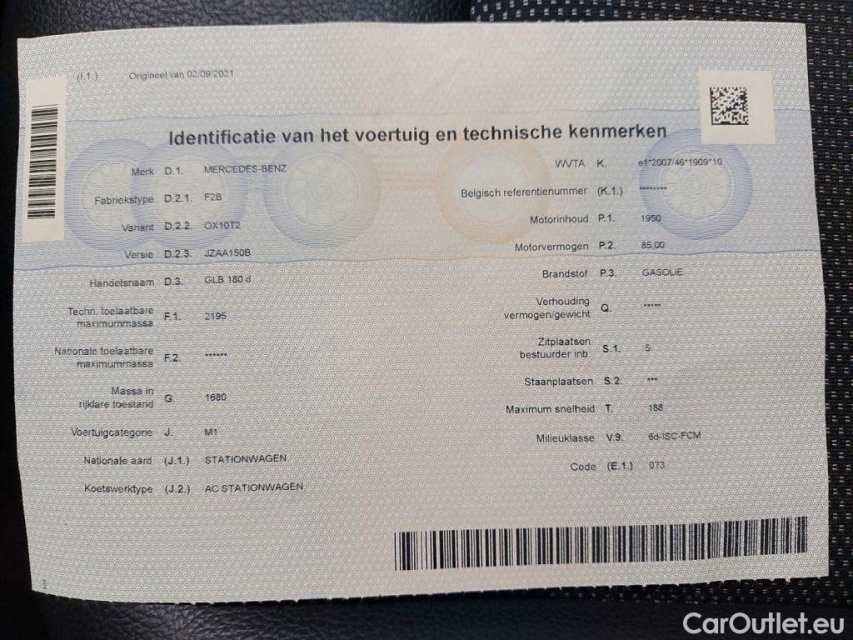 (I.1.) Origineel van 02/09/2021
Identificatie van het voertuig en technische kenmerken
Merk D.1. MERCEDES-BENZ
Fabriekstype D.2.1. F2B
Variant D.2.2. OX10T2
Versie D.2.3. JZAA150B
Handelsnaam D.3. GLB 180 d
Techn. toelaatbare
maximummassa F.1. 2195
Nationale toelaatbare
maximummassa F.2. ******
Massa in
rijklare toestand G. 1680
Voertuigcategorie J. M1
Nationale aard (J.1.) STATIONWAGEN
Koetswerktype (J.2.) AC STATIONWAGEN
WVTA K. e1*2007/46*1909*16
Belgisch referentienummer (K.1.) ********
Motorinhoud P.1. 1950
Motorvermogen P.2. 85,00
Brandstof P.3. GASOLIE
Verhouding
vermogen/gewicht Q. *****
Zitplaatsen
bestuurder inb. S.1. 5
Staanplaatsen S.2. ***
Maximum snelheid T. 188
Milieuklasse V.9. 6d-ISC-FCM
Code (E.1.) 073
CarOutlet.eu